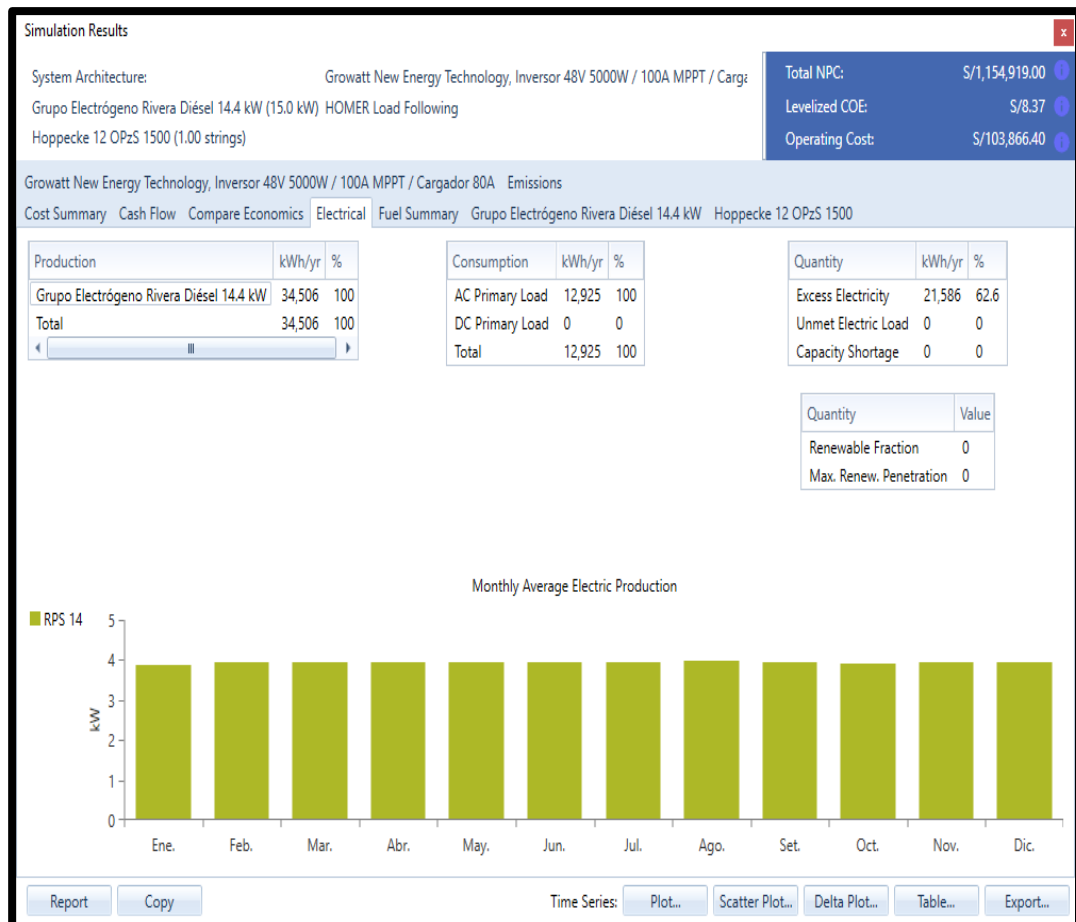 Simulation Results
x
System Architecture:
Grupo Electrógeno Rivera Diésel 14.4 kW (15.0 kW)
Hoppecke 12 OPzS 1500 (1.00 strings)
Growatt New Energy Technology, Inversor 48V 5000W / 100A MPPT / Carga
HOMER Load Following
Total NPC: S/1,154,919.00
Levelized COE: S/8.37
Operating Cost: S/103,866.40
Growatt New Energy Technology, Inversor 48V 5000W / 100A MPPT / Cargador 80A Emissions
Cost Summary Cash Flow Compare Economics Electrical Fuel Summary Grupo Electrógeno Rivera Diésel 14.4 kW Hoppecke 12 OPzS 1500
Production kWh/yr %
Grupo Electrógeno Rivera Diésel 14.4 kW 34,506 100
Total 34,506 100
Consumption kWh/yr %
AC Primary Load 12,925 100
DC Primary Load 0 0
Total 12,925 100
Quantity kWh/yr %
Excess Electricity 21,586 62.6
Unmet Electric Load 0 0
Capacity Shortage 0 0
Quantity Value
Renewable Fraction 0
Max. Renew. Penetration 0
Monthly Average Electric Production
RPS 14
kW
5
4
3
2
1
0
Ene. Feb. Mar. Abr. May. Jun. Jul. Ago. Set. Oct. Nov. Dic.
Report Copy Time Series: Plot... Scatter Plot... Delta Plot... Table... Export...